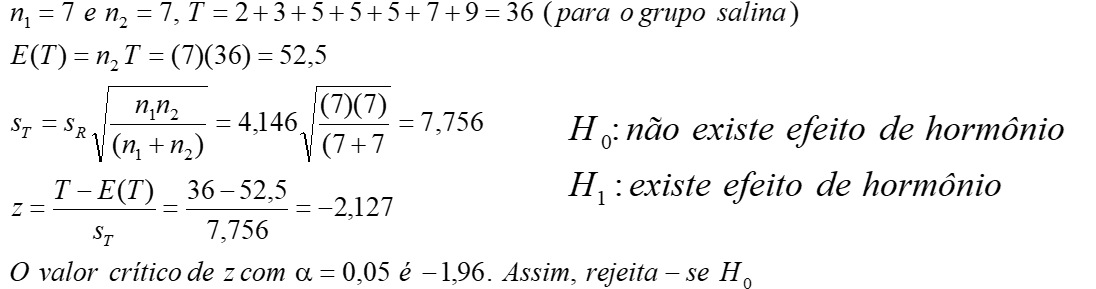 n₁ = 7 e n₂ = 7, T = 2 + 3 + 5 + 5 + 5 + 7 + 9 = 36 (para o grupo salina)
E(T) = n₂ T = (7)(36) = 52,5
s_T = s_R √(n₁n₂ / (n₁ + n₂)) = 4,146 √((7)(7) / (7 + 7) = 7,756
H₀: não existe efeito de hormônio
H₁ : existe efeito de hormônio
z = (T − E(T)) / s_T = (36 − 52,5) / 7,756 = −2,127
O valor crítico de z com α = 0,05 é −1,96. Assim, rejeita − se H₀